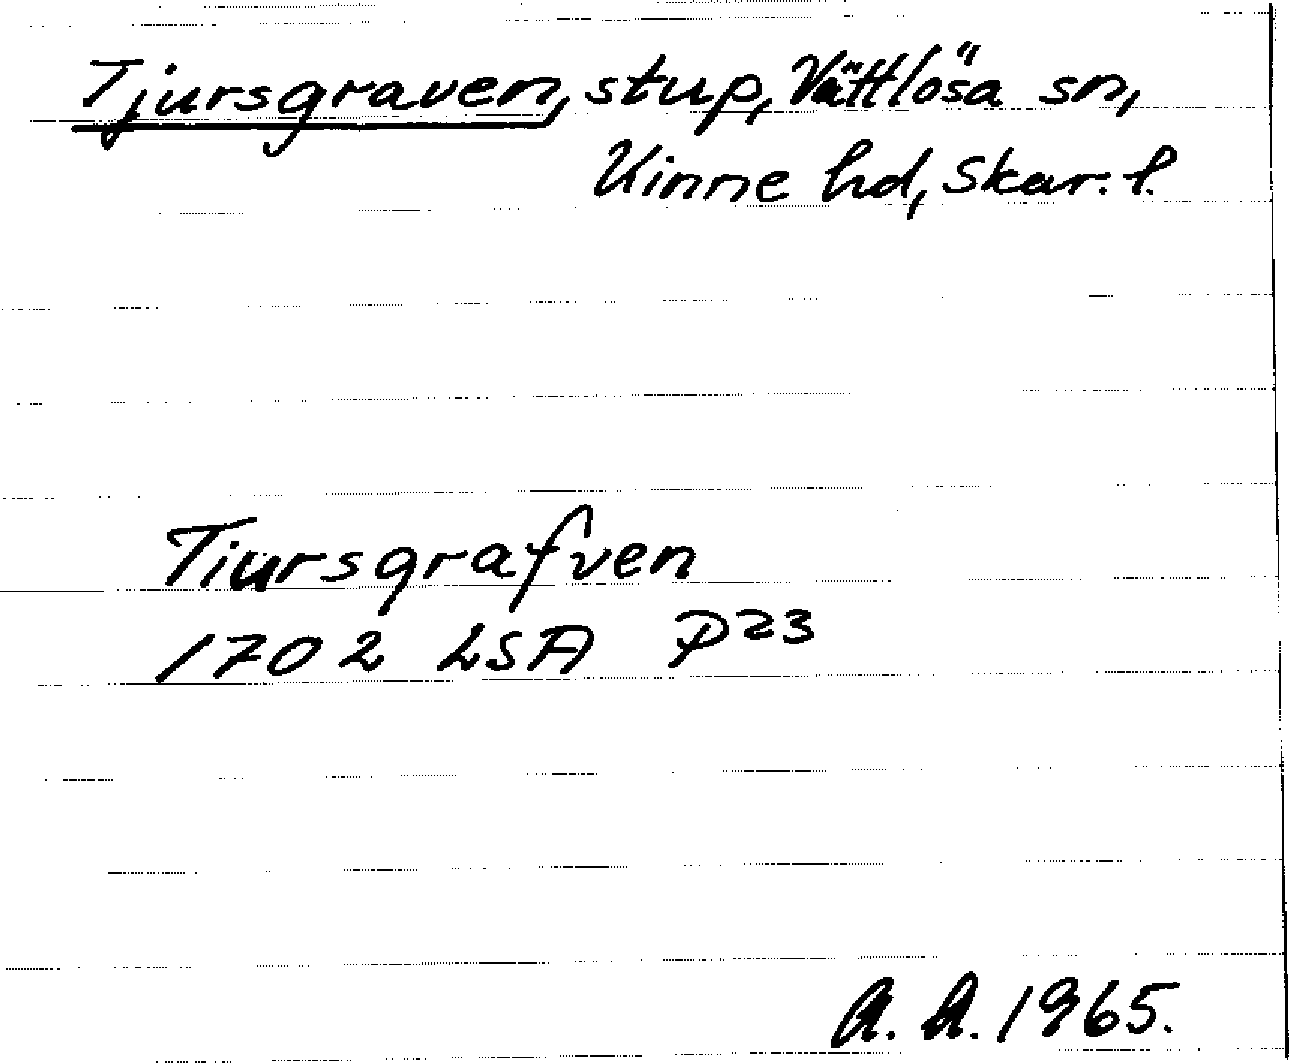 Tjursgraven, stup, Vättlösa sn,
Kinne hd, Skar. l.
Tiursgrafven
1702 LSA P23
A. A. 1965.